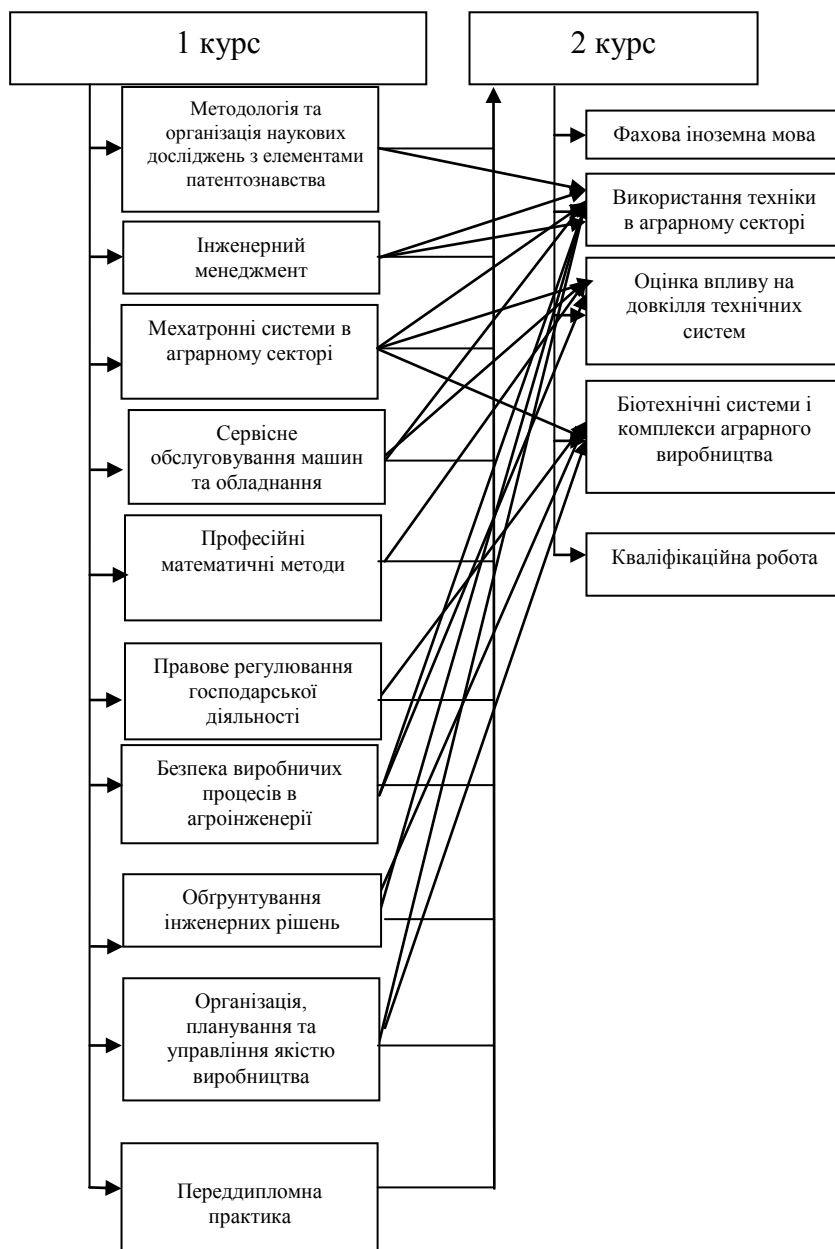 1 курс
2 курс
Методологія та
організація наукових
досліджень з елементами
патентознавства
Інженерний
менеджмент
Мехатронні системи в
аграрному секторі
Сервісне
обслуговування машин
та обладнання
Професійні
математичні методи
Правове регулювання
господарської
діяльності
Безпека виробничих
процесів в
агроінженерії
Обґрунтування
інженерних рішень
Організація,
планування та
управління якістю
виробництва
Переддипломна
практика
Фахова іноземна мова
Використання техніки
в аграрному секторі
Оцінка впливу на
довкілля технічних
систем
Біотехнічні системи і
комплекси аграрного
виробництва
Кваліфікаційна робота